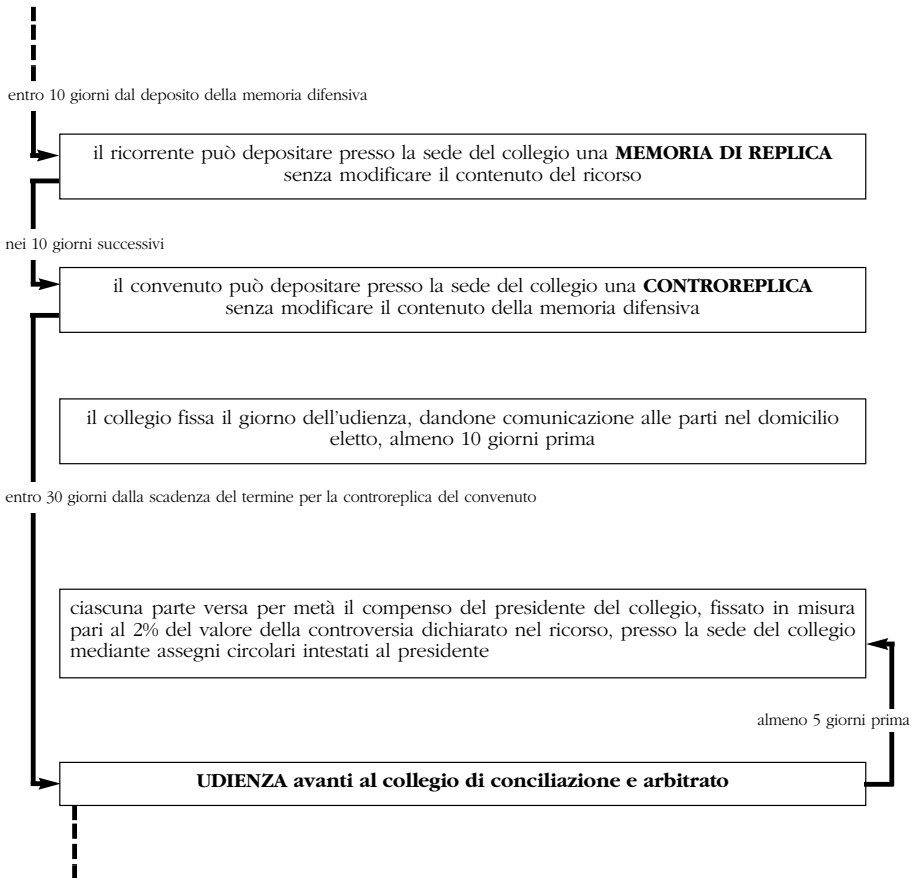 entro 10 giorni dal deposito della memoria difensiva
il ricorrente può depositare presso la sede del collegio una MEMORIA DI REPLICA
senza modificare il contenuto del ricorso
nei 10 giorni successivi
il convenuto può depositare presso la sede del collegio una CONTROREPLICA
senza modificare il contenuto della memoria difensiva
il collegio fissa il giorno dell'udienza, dandone comunicazione alle parti nel domicilio
eletto, almeno 10 giorni prima
entro 30 giorni dalla scadenza del termine per la controreplica del convenuto
ciascuna parte versa per metà il compenso del presidente del collegio, fissato in misura
pari al 2% del valore della controversia dichiarato nel ricorso, presso la sede del collegio
mediante assegni circolari intestati al presidente
almeno 5 giorni prima
UDIENZA avanti al collegio di conciliazione e arbitrato